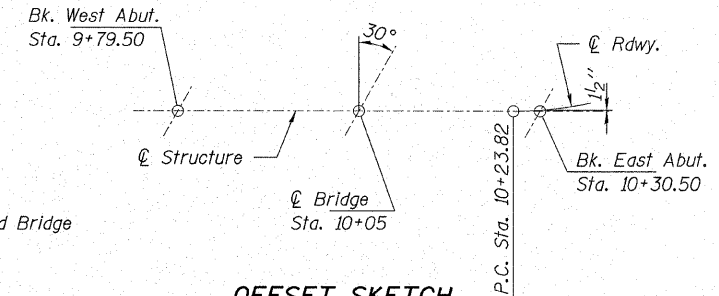 Bk. West Abut.
Sta. 9+79.50
30°
℄ Rdwy.
1½"
℄ Structure
℄ Bridge
Sta. 10+05
P.C. Sta. 10+23.82
Bk. East Abut.
Sta. 10+30.50
d Bridge
OFFSET SKETCH